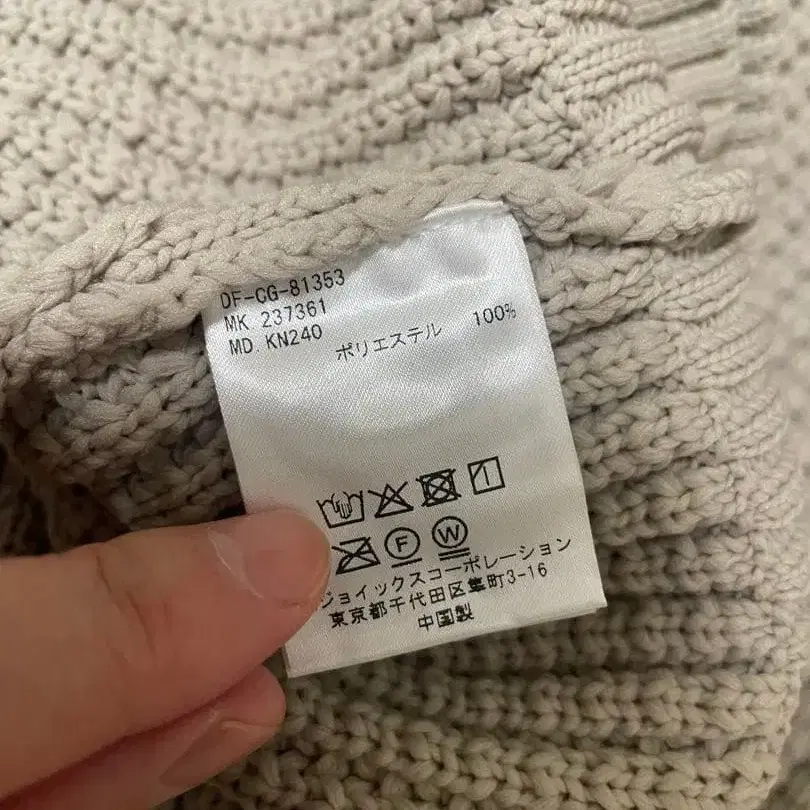 DF-CG-81353
MK 237361
MD. KN240
ポリエステル 100%
F W
ジョイックスコーポレーション
東京都千代田区隼町3-16
中国製